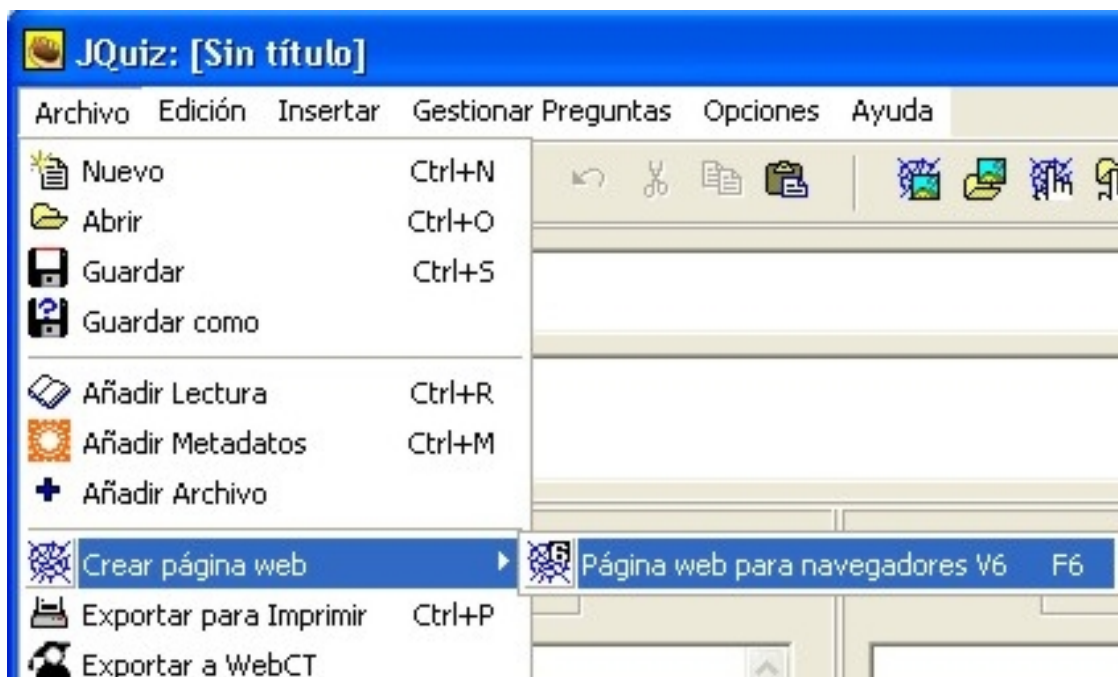 JQuiz: [Sin título]
Archivo Edición Insertar Gestionar Preguntas Opciones Ayuda
Nuevo Ctrl+N
Abrir Ctrl+O
Guardar Ctrl+S
Guardar como
Añadir Lectura Ctrl+R
Añadir Metadatos Ctrl+M
Añadir Archivo
Crear página web Página web para navegadores V6 F6
Exportar para Imprimir Ctrl+P
Exportar a WebCT